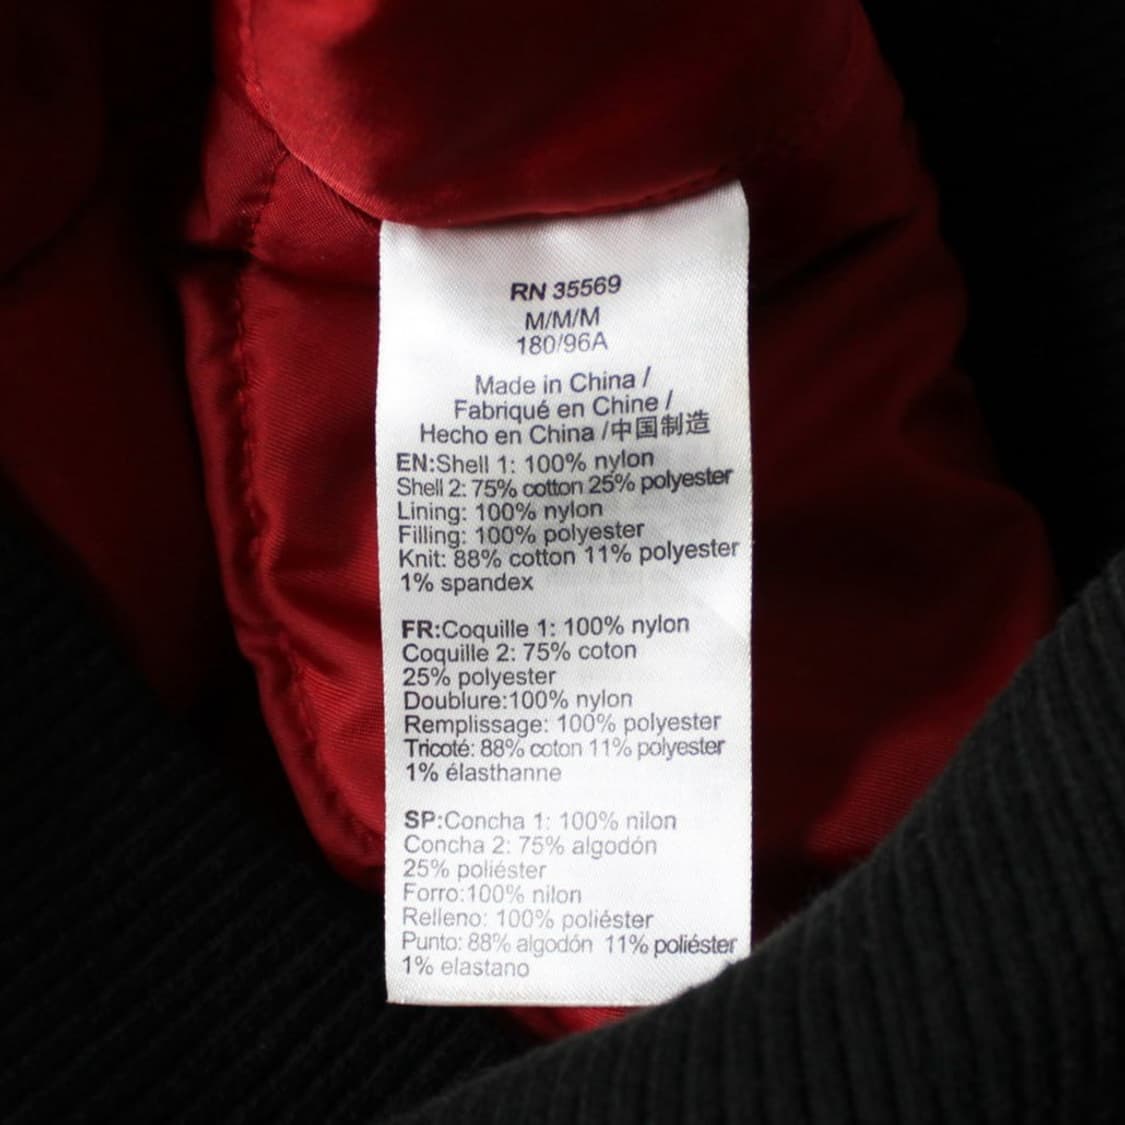 RN 35569
M/M/M
180/96A
Made in China /
Fabriqué en Chine /
Hecho en China /中国制造
EN:Shell 1: 100% nylon
Shell 2: 75% cotton 25% polyester
Lining: 100% nylon
Filling: 100% polyester
Knit: 88% cotton 11% polyester
1% spandex
FR:Coquille 1: 100% nylon
Coquille 2: 75% coton
25% polyester
Doublure:100% nylon
Remplissage: 100% polyester
Tricoté: 88% coton 11% polyester
1% élasthanne
SP:Concha 1: 100% nilon
Concha 2: 75% algodón
25% poliéster
Forro:100% nilon
Relleno: 100% poliéster
Punto: 88% algodón 11% poliéster
1% elastano